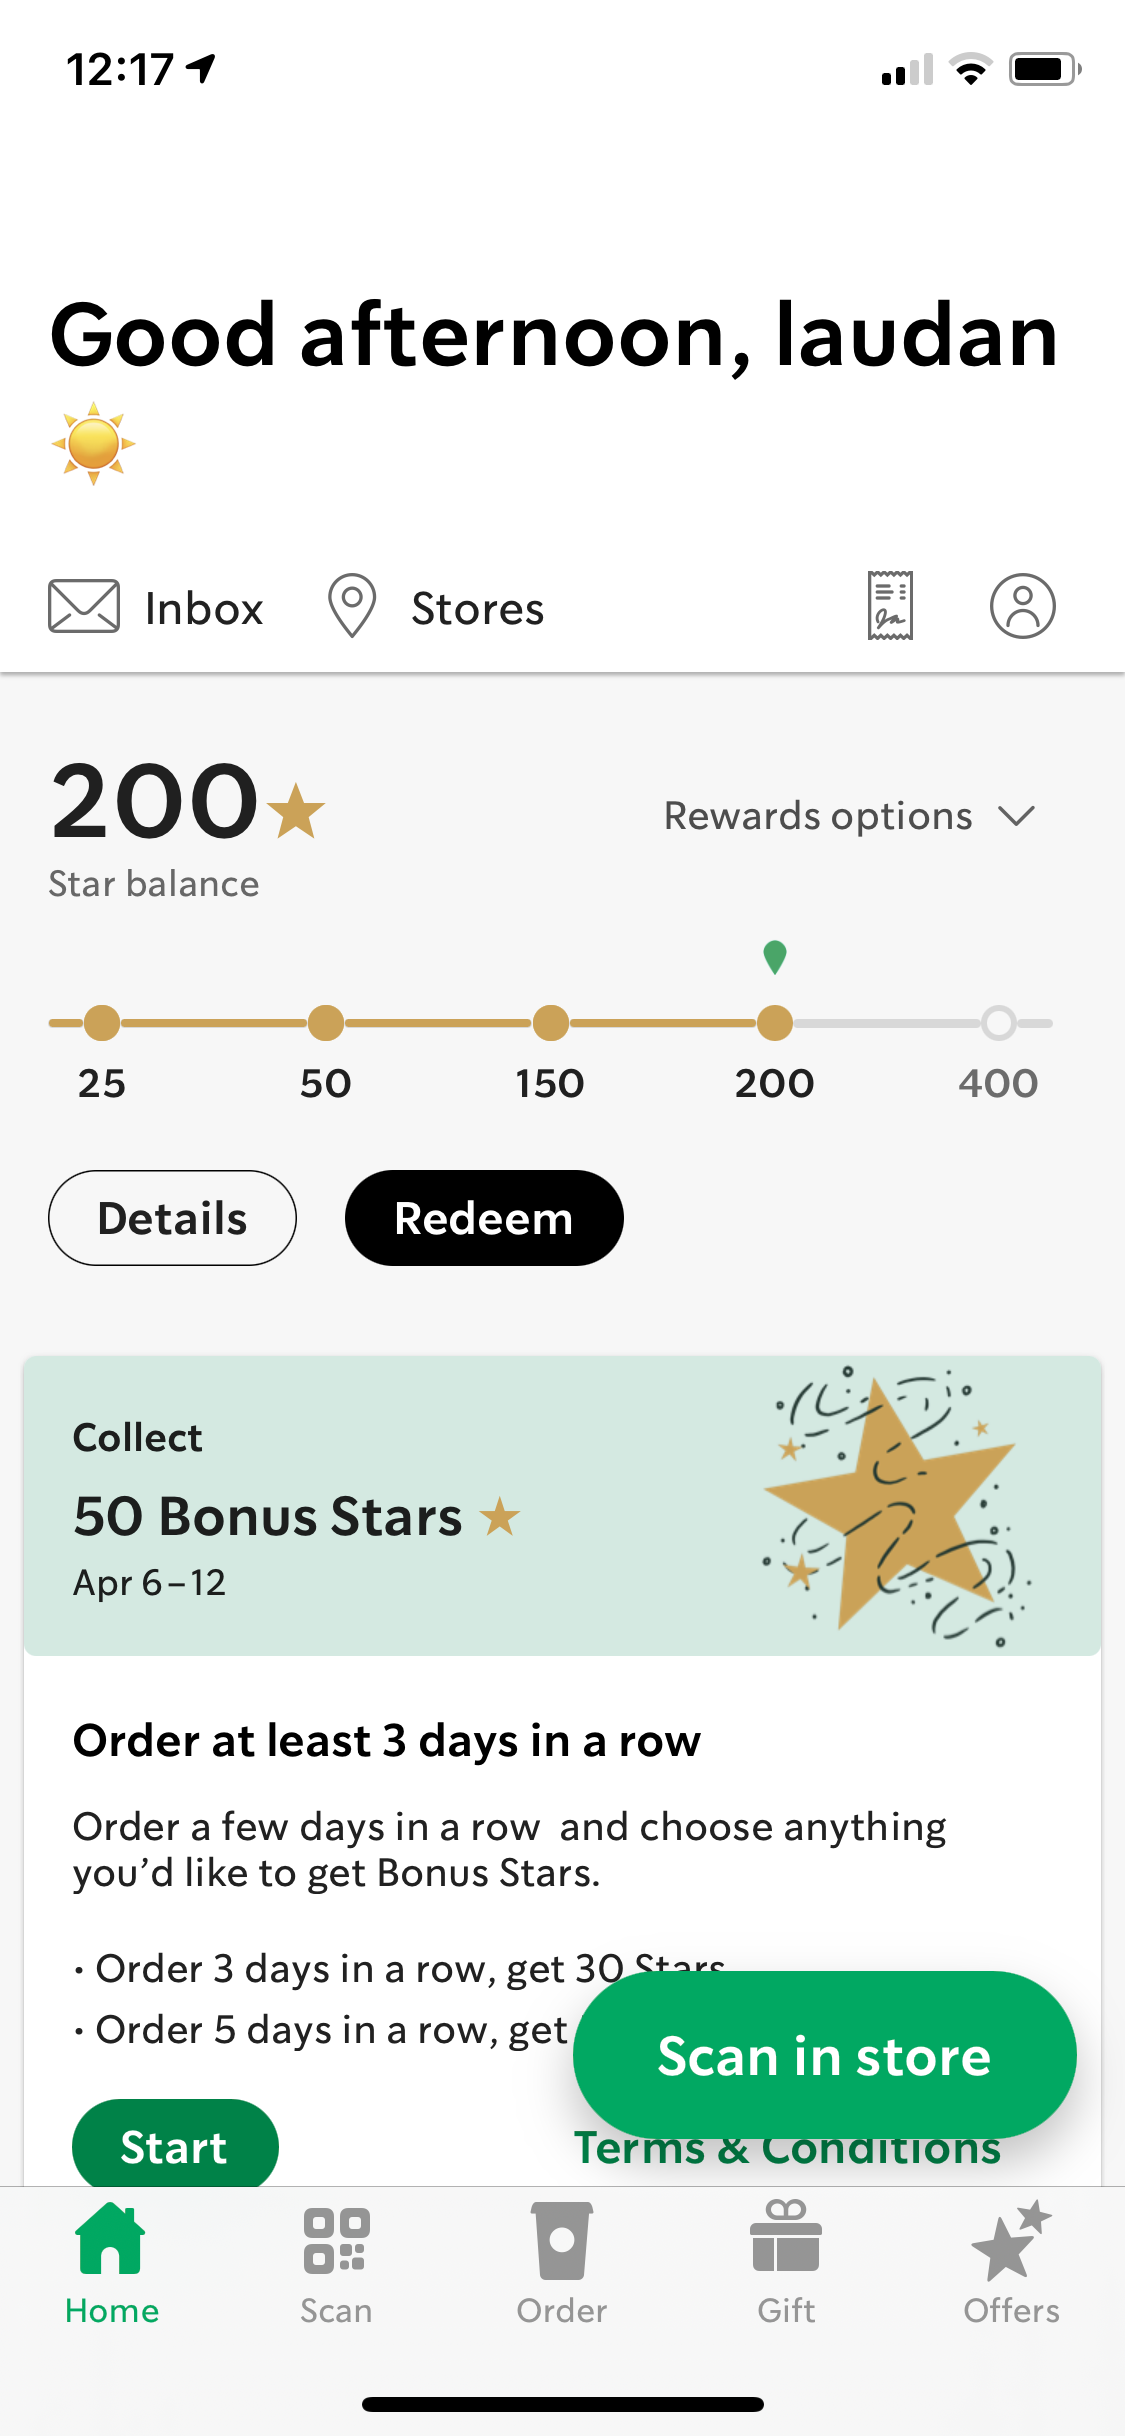 12:17
Good afternoon, laudan
Inbox
Stores
200
Rewards options
Star balance
25 50 150 200 400
Details
Redeem
Collect
50 Bonus Stars
Apr 6–12
Order at least 3 days in a row
Order a few days in a row  and choose anything
you’d like to get Bonus Stars.
· Order 3 days in a row, get 30 Stars
· Order 5 days in a row, get
Scan in store
Start
Terms & Conditions
Home
Scan
Order
Gift
Offers